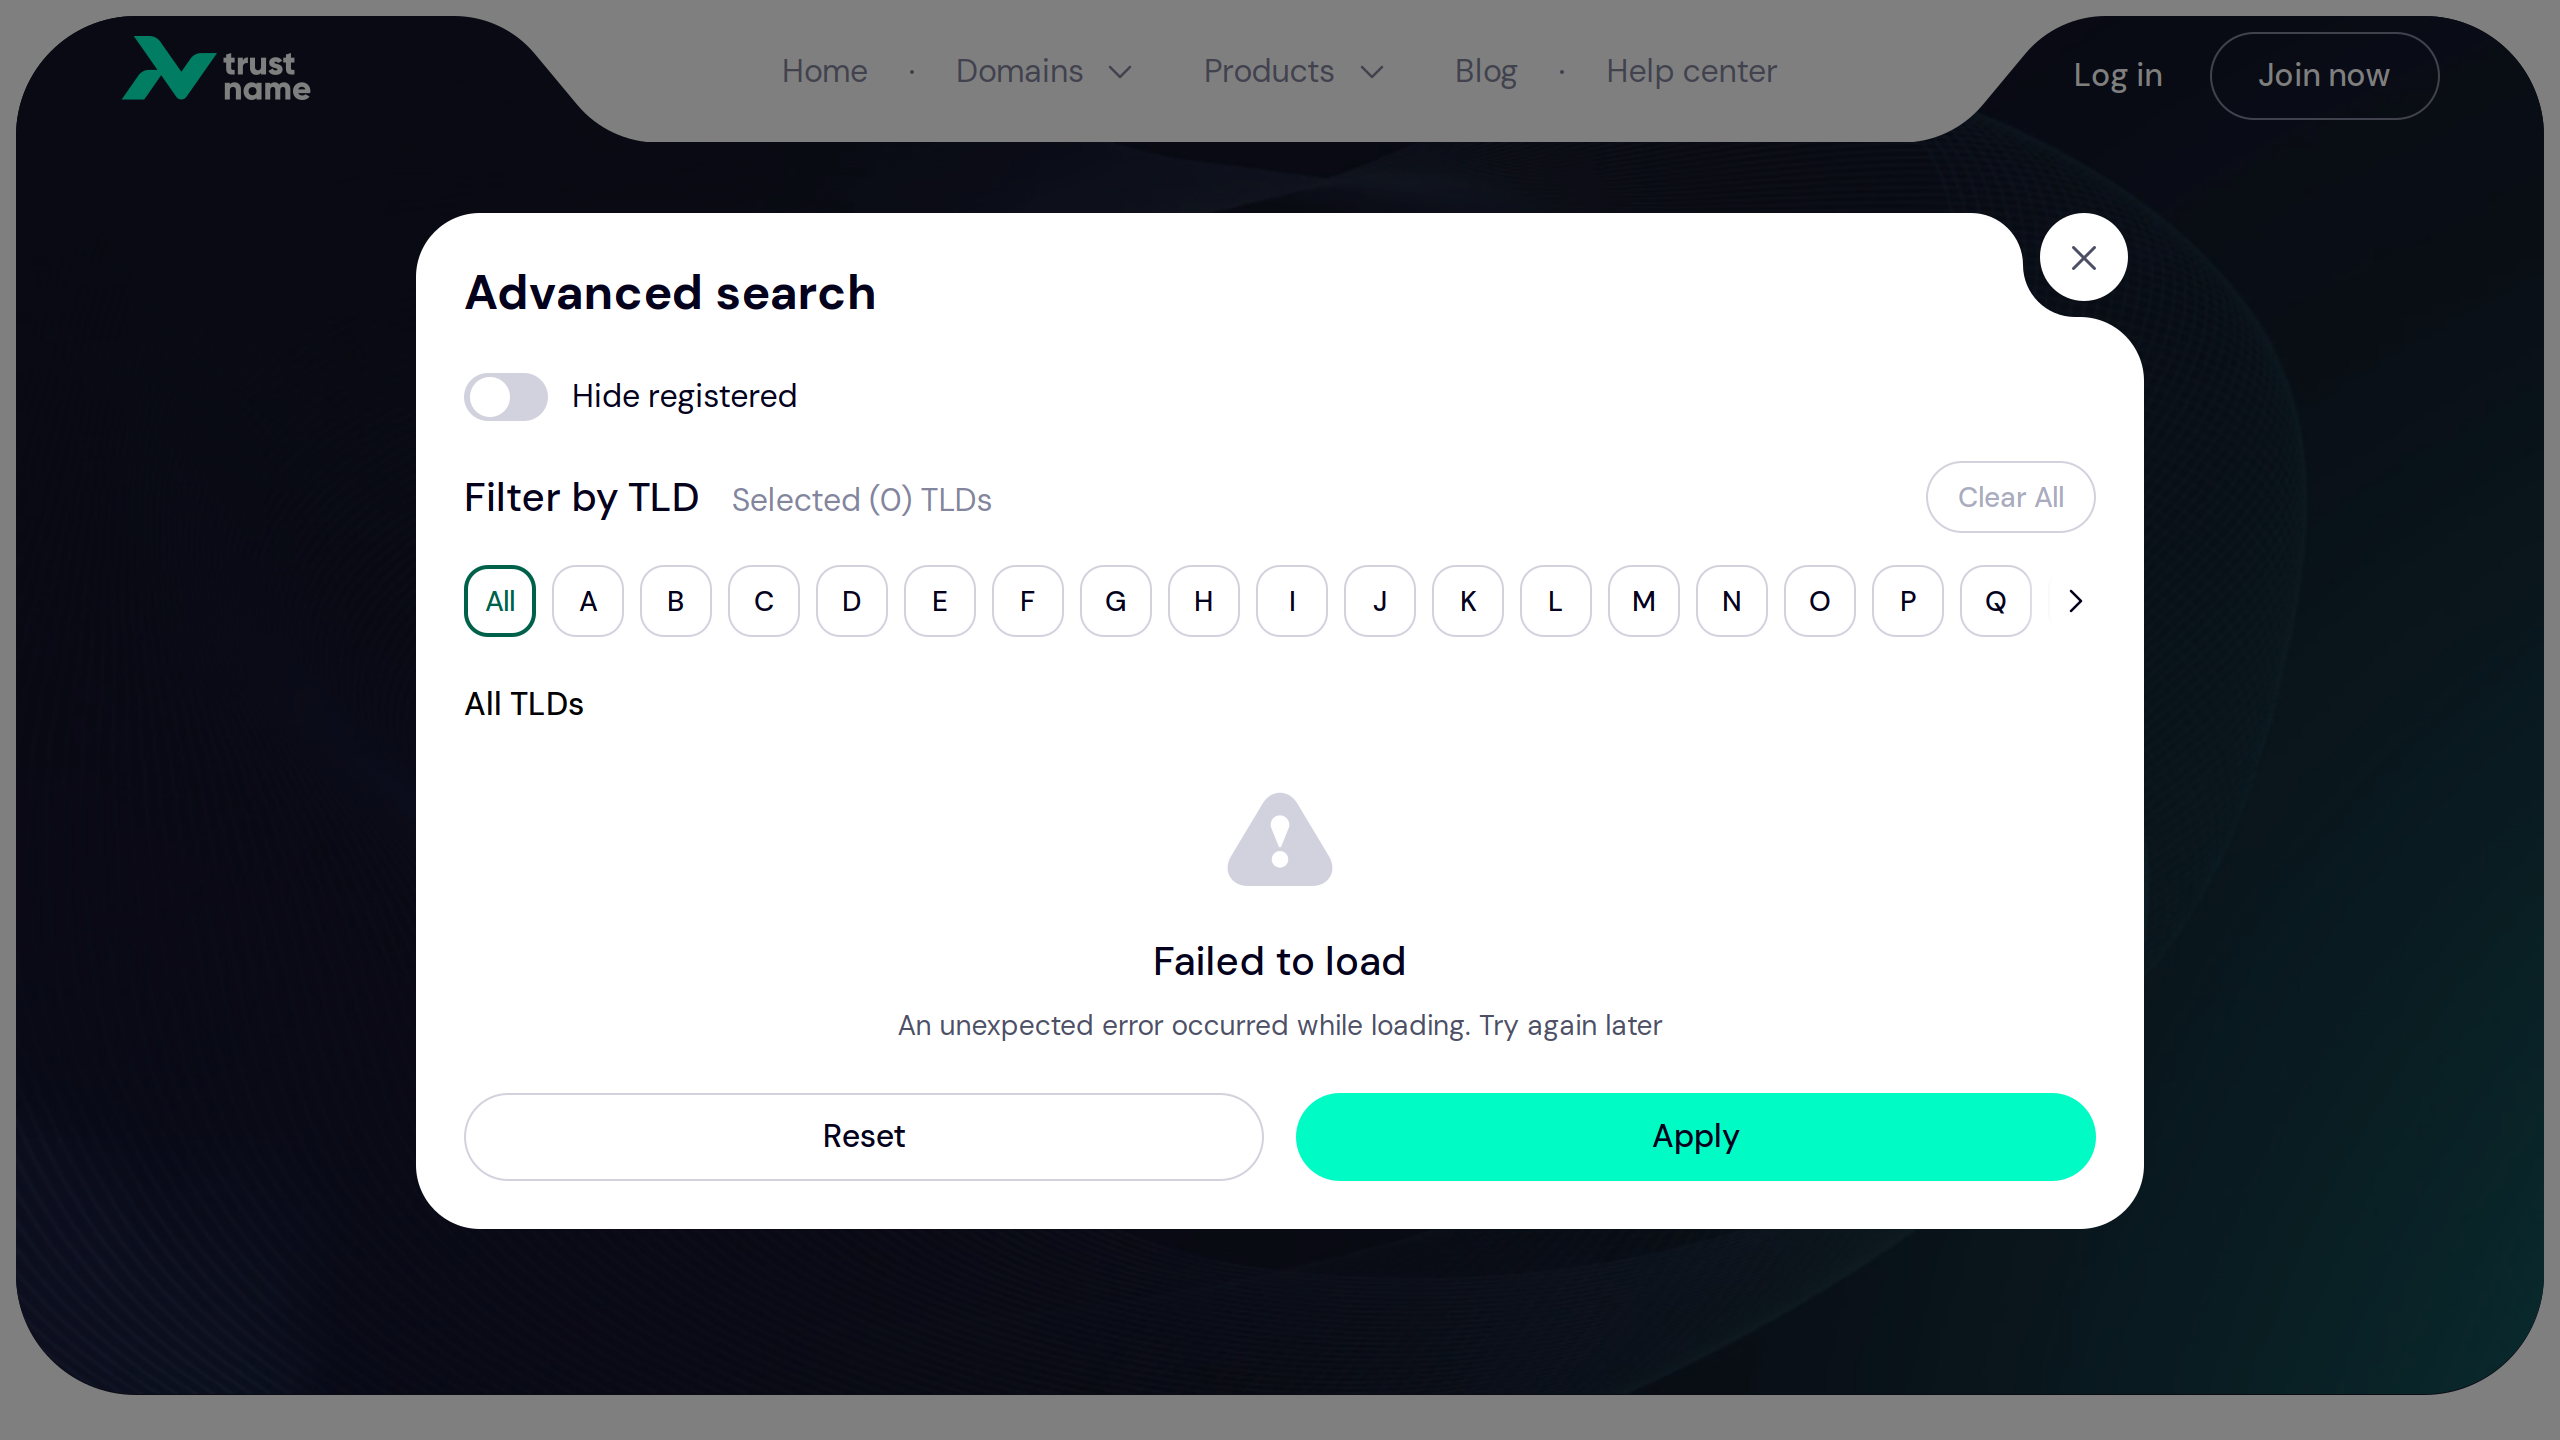 trust
name
Home · Domains Products Blog · Help center
Log in
Join now
Advanced search
Hide registered
Filter by TLD Selected (0) TLDs
Clear All
All A B C D E F G H I J K L M N O P Q
All TLDs
Failed to load
An unexpected error occurred while loading. Try again later
Reset
Apply